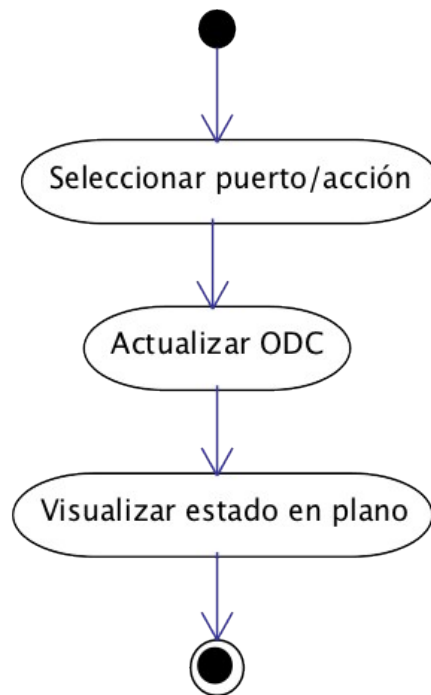 Seleccionar puerto/acción
Actualizar ODC
Visualizar estado en plano